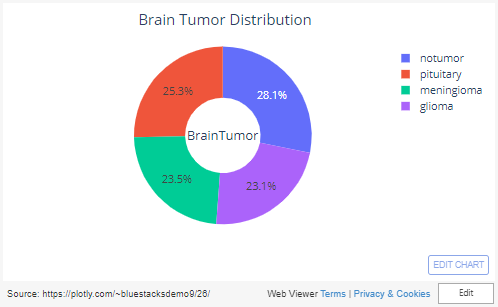 Brain Tumor Distribution
notumor
pituitary
meningioma
glioma
25.3%
28.1%
BrainTumor
23.5%
23.1%
EDIT CHART
Source: https://plotly.com/~bluestacksdemo9/26/
Web Viewer Terms | Privacy & Cookies
Edit